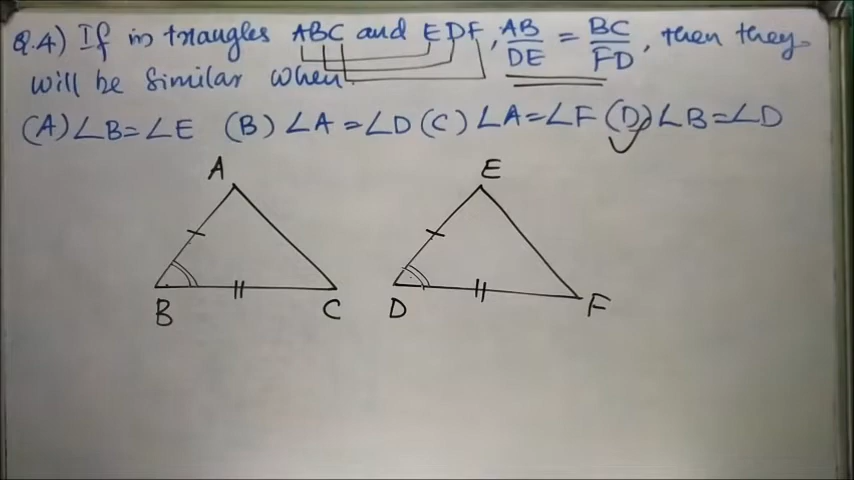 Q.4) If in triangles ABC and EDF, AB/DE = BC/FD, then they
will be similar when.
(A) ∠B=∠E (B) ∠A=∠D (C) ∠A=∠F (D) ∠B=∠D
A E
B C D F